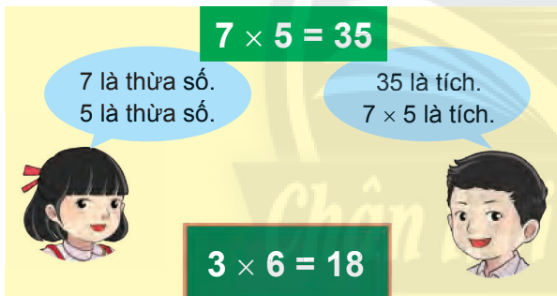 7 × 5 = 35
7 là thừa số.
5 là thừa số.
35 là tích.
7 × 5 là tích.
Chân
3 × 6 = 18